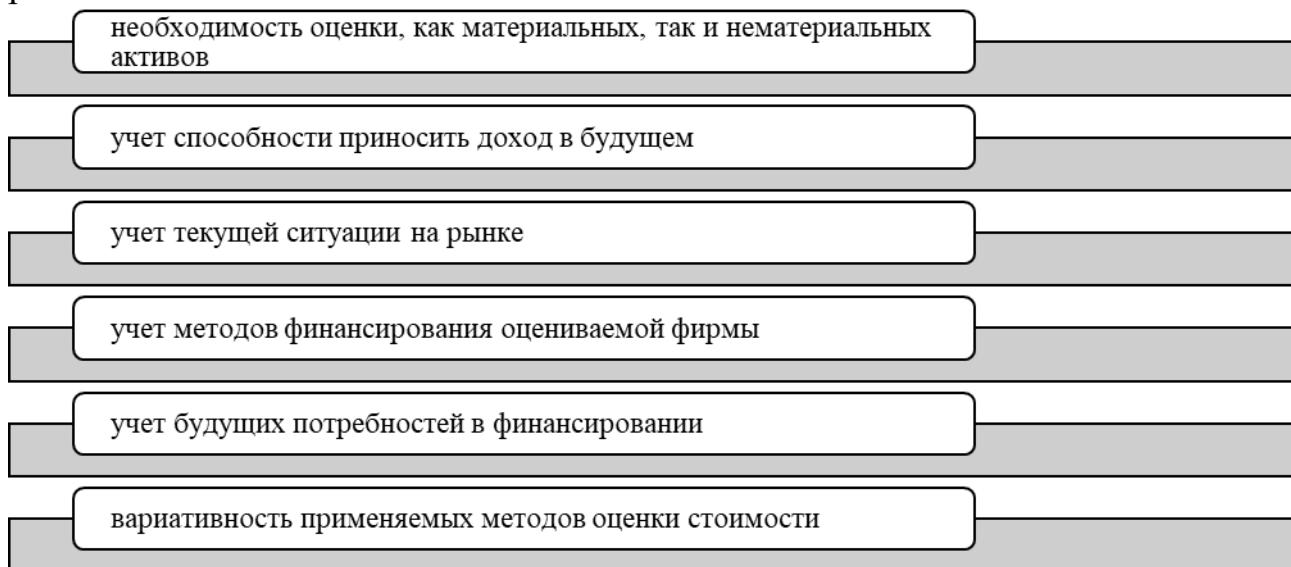 необходимость оценки, как материальных, так и нематериальных
активов
учет способности приносить доход в будущем
учет текущей ситуации на рынке
учет методов финансирования оцениваемой фирмы
учет будущих потребностей в финансировании
вариативность применяемых методов оценки стоимости